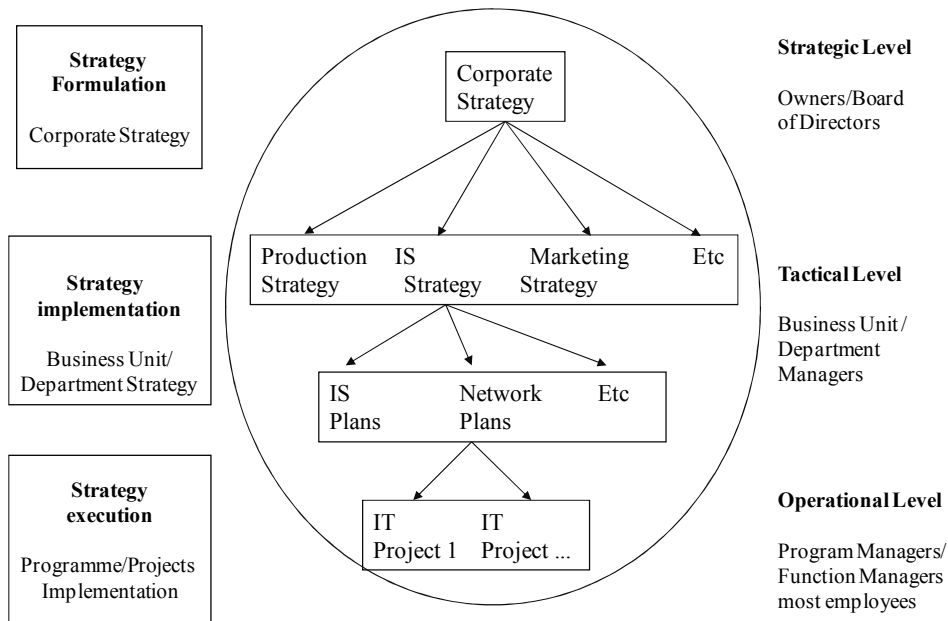 Strategy
Formulation
Corporate Strategy
Corporate
Strategy
Strategic Level
Owners/Board
of Directors
Strategy
implementation
Business Unit/
Department Strategy
Production IS Marketing Etc
Strategy Strategy Strategy
Tactical Level
Business Unit/
Department
Managers
IS Network Etc
Plans Plans
Strategy
execution
Programme/Projects
Implementation
IT IT
Project 1 Project ...
Operational Level
Program Managers/
Function Managers
most employees